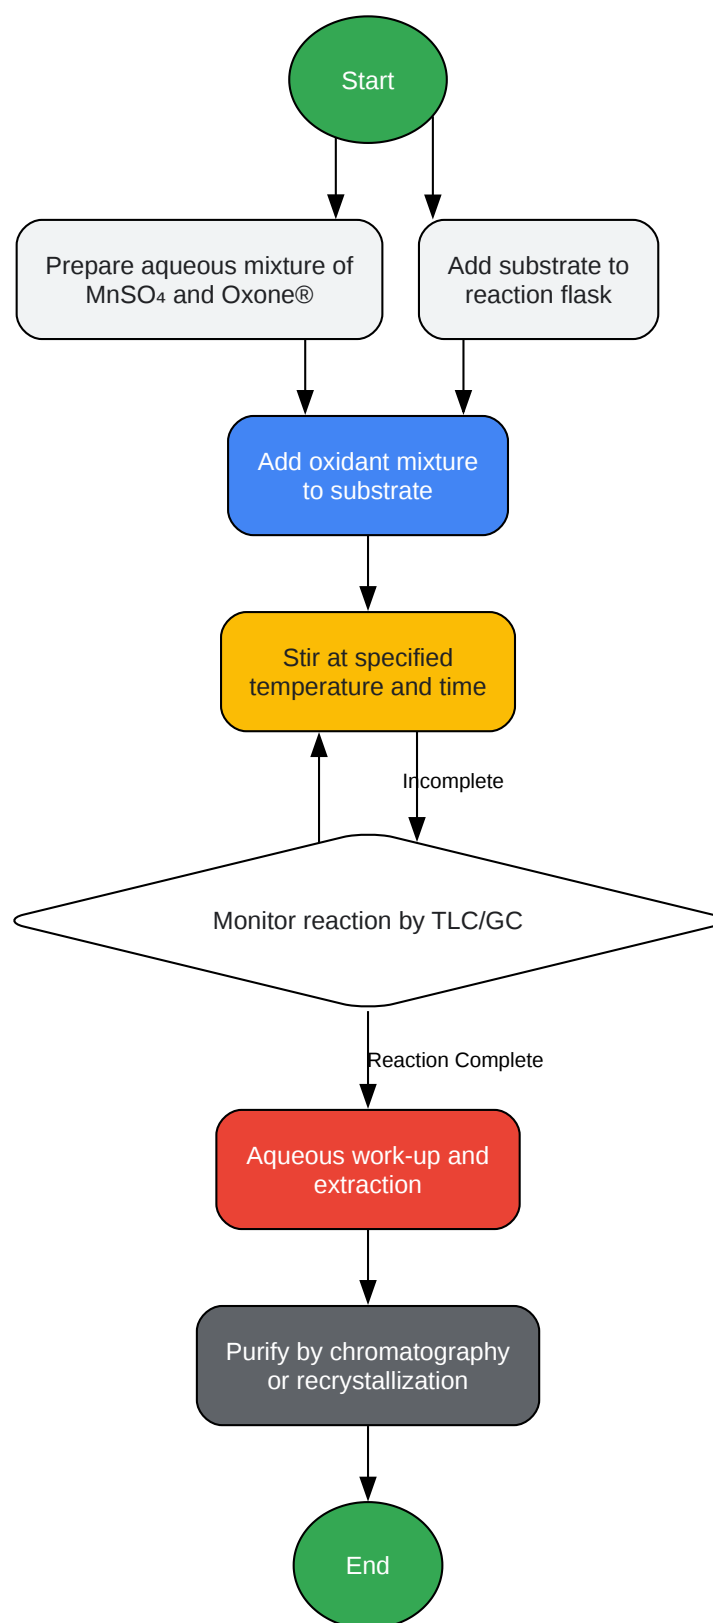 Start
Prepare aqueous mixture of
MnSO₄ and Oxone®
Add substrate to
reaction flask
Add oxidant mixture
to substrate
Stir at specified
temperature and time
Incomplete
Monitor reaction by TLC/GC
Reaction Complete
Aqueous work-up and
extraction
Purify by chromatography
or recrystallization
End